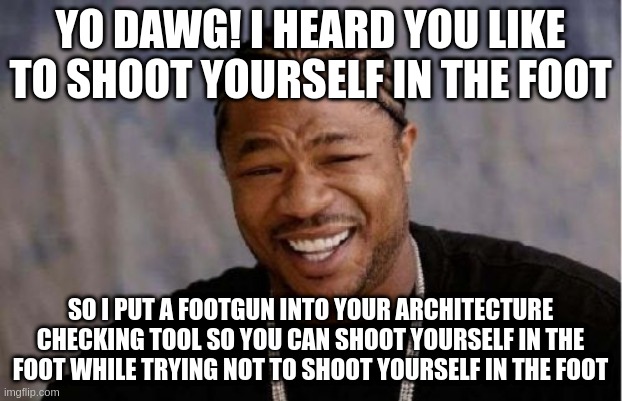 YO DAWG! I HEARD YOU LIKE
TO SHOOT YOURSELF IN THE FOOT
SO I PUT A FOOTGUN INTO YOUR ARCHITECTURE
CHECKING TOOL SO YOU CAN SHOOT YOURSELF IN THE
FOOT WHILE TRYING NOT TO SHOOT YOURSELF IN THE FOOT
imgflip.com